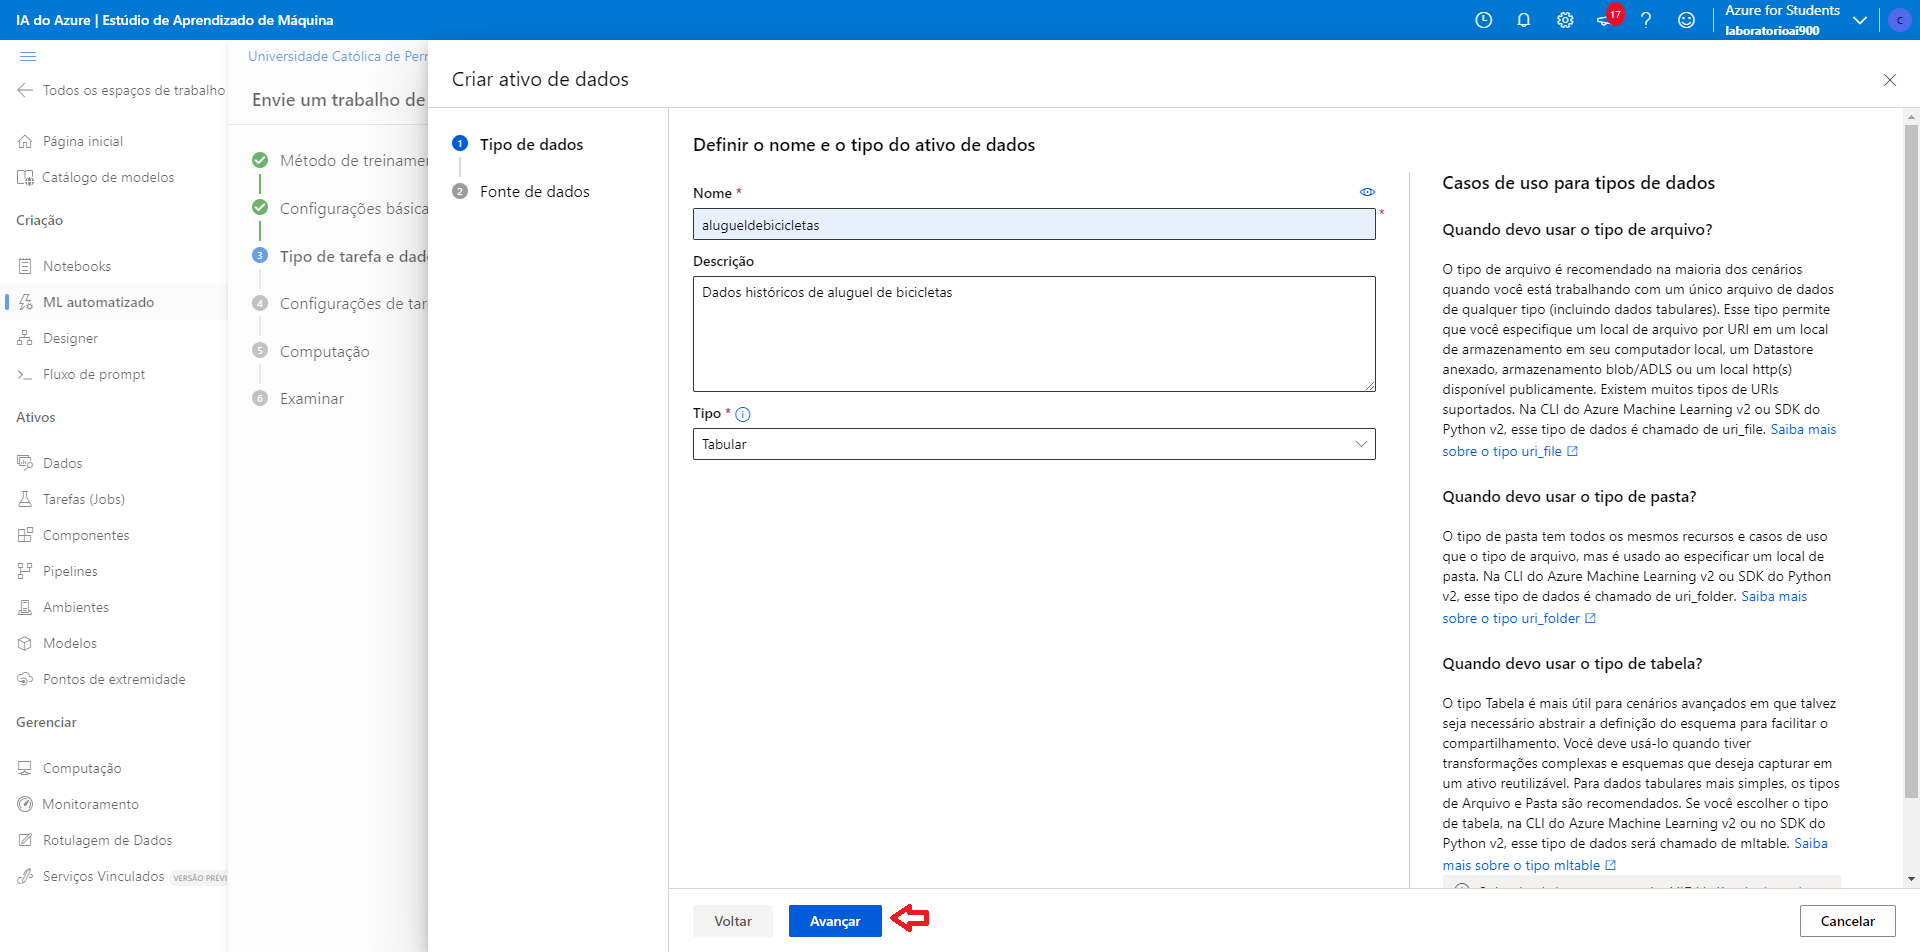 IA do Azure | Estúdio de Aprendizado de Máquina
17
?
Azure for Students
laboratorioai900
C
Todos os espaços de trabalho
Página inicial
Catálogo de modelos
Criação
Notebooks
ML automatizado
Designer
Fluxo de prompt
Ativos
Dados
Tarefas (Jobs)
Componentes
Pipelines
Ambientes
Modelos
Pontos de extremidade
Gerenciar
Computação
Monitoramento
Rotulagem de Dados
Serviços Vinculados VERSÃO PRÉVI
Universidade Católica de Perr
Envie um trabalho de
Método de treinamen
Configurações básica
3 Tipo de tarefa e dad
4 Configurações de tar
5 Computação
6 Examinar
Criar ativo de dados
1 Tipo de dados
2 Fonte de dados
Definir o nome e o tipo do ativo de dados
Nome *
alugueldebicicletas
*
Descrição
Dados históricos de aluguel de bicicletas
Tipo *
Tabular
Casos de uso para tipos de dados
Quando devo usar o tipo de arquivo?
O tipo de arquivo é recomendado na maioria dos cenários
quando você está trabalhando com um único arquivo de dados
de qualquer tipo (incluindo dados tabulares). Esse tipo permite
que você especifique um local de arquivo por URI em um local
de armazenamento em seu computador local, um Datastore
anexado, armazenamento blob/ADLS ou um local http(s)
disponível publicamente. Existem muitos tipos de URIs
suportados. Na CLI do Azure Machine Learning v2 ou SDK do
Python v2, esse tipo de dados é chamado de uri_file. Saiba mais
sobre o tipo uri_file
Quando devo usar o tipo de pasta?
O tipo de pasta tem todos os mesmos recursos e casos de uso
que o tipo de arquivo, mas é usado ao especificar um local de
pasta. Na CLI do Azure Machine Learning v2 ou SDK do Python
v2, esse tipo de dados é chamado de uri_folder. Saiba mais
sobre o tipo uri_folder
Quando devo usar o tipo de tabela?
O tipo Tabela é mais útil para cenários avançados em que talvez
seja necessário abstrair a definição do esquema para facilitar o
compartilhamento. Você deve usá-lo quando tiver
transformações complexas e esquemas que deseja capturar em
um ativo reutilizável. Para dados tabulares mais simples, os tipos
de Arquivo e Pasta são recomendados. Se você escolher o tipo
de tabela, na CLI do Azure Machine Learning v2 ou no SDK do
Python v2, esse tipo de dados será chamado de mltable. Saiba
mais sobre o tipo mltable
Voltar
Avançar
Cancelar